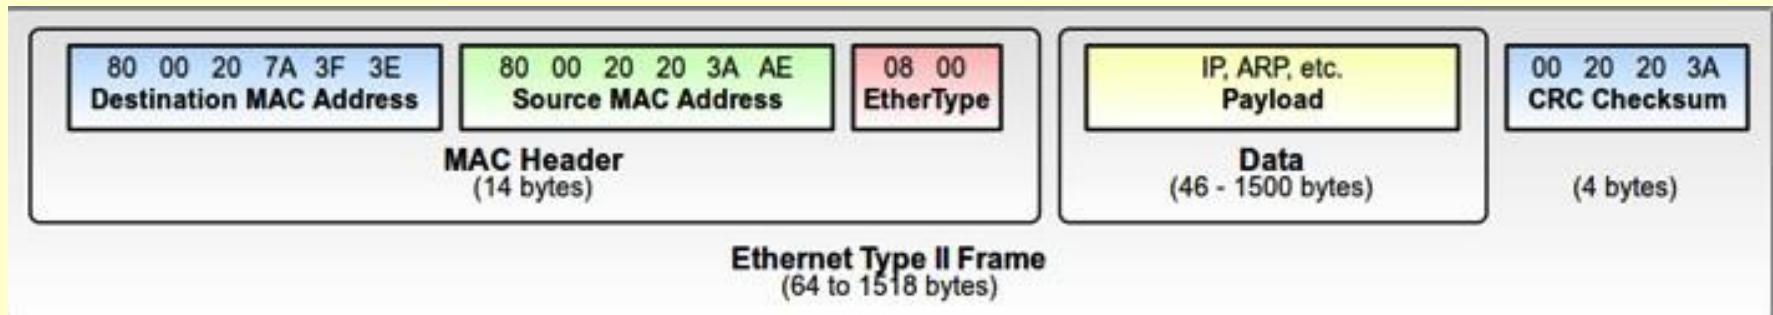 80 00 20 7A 3F 3E
Destination MAC Address
80 00 20 20 3A AE
Source MAC Address
08 00
EtherType
MAC Header
(14 bytes)
IP, ARP, etc.
Payload
Data
(46 - 1500 bytes)
00 20 20 3A
CRC Checksum
(4 bytes)
Ethernet Type II Frame
(64 to 1518 bytes)